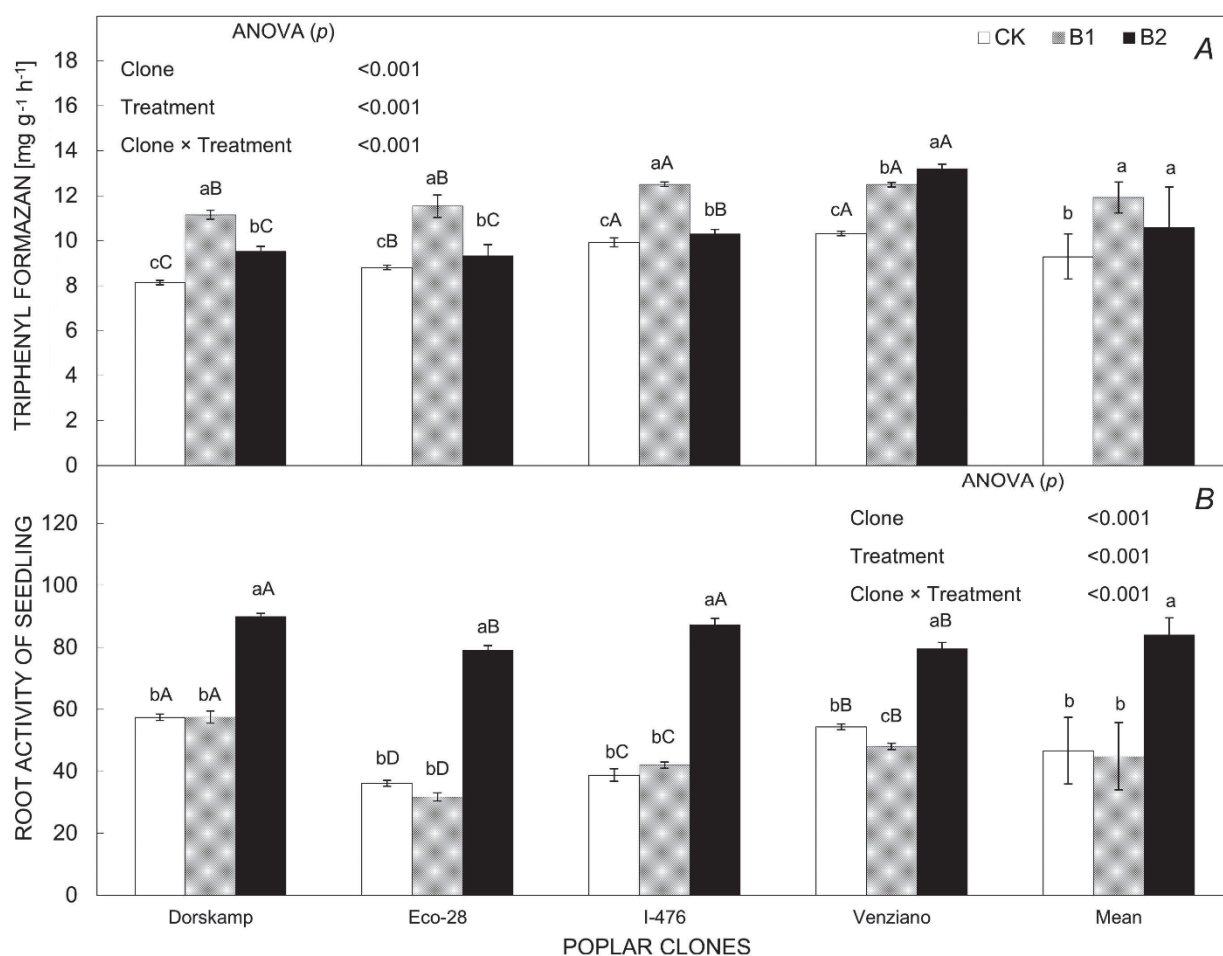 ANOVA (p)
Clone <0.001
Treatment <0.001
Clone × Treatment <0.001
CK B1 B2
A
TRIPHENYL FORMAZAN [mg g⁻¹ h⁻¹]
18
16
14
12
10
8
6
4
2
0
cC aB bC
cB aB bC
cA aA bB
cA bA aA
b a a
ANOVA (p)
Clone <0.001
Treatment <0.001
Clone × Treatment <0.001
B
ROOT ACTIVITY OF SEEDLING
120
100
80
60
40
20
0
bA bA aA
bD bD aB
bC bC aA
bB cB aB
b b a
Dorskamp Eco-28 I-476 Venziano Mean
POPLAR CLONES